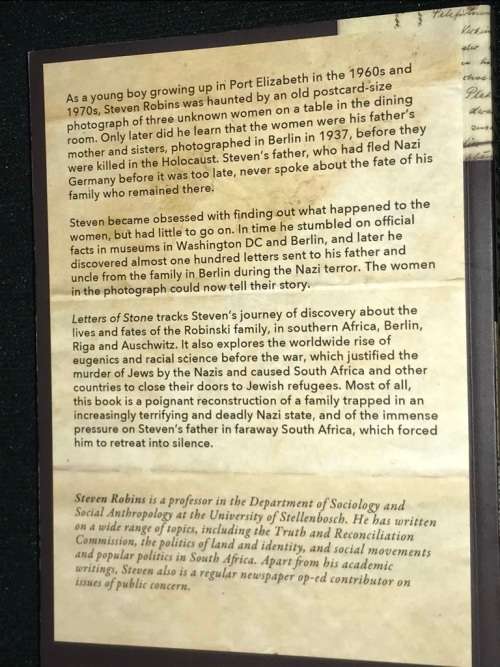 As a young boy growing up in Port Elizabeth in the 1960s and
1970s, Steven Robins was haunted by an old postcard-size
photograph of three unknown women on a table in the dining
room. Only later did he learn that the women were his father's
mother and sisters, photographed in Berlin in 1937, before they
were killed in the Holocaust. Steven's father, who had fled Nazi
Germany before it was too late, never spoke about the fate of his
family who remained there.
Steven became obsessed with finding out what happened to the
women, but had little to go on. In time he stumbled on official
facts in museums in Washington DC and Berlin, and later he
discovered almost one hundred letters sent to his father and
uncle from the family in Berlin during the Nazi terror. The women
in the photograph could now tell their story.
Letters of Stone tracks Steven's journey of discovery about the
lives and fates of the Robinski family, in southern Africa, Berlin,
Riga and Auschwitz. It also explores the worldwide rise of
eugenics and racial science before the war, which justified the
murder of Jews by the Nazis and caused South Africa and other
countries to close their doors to Jewish refugees. Most of all,
this book is a poignant reconstruction of a family trapped in an
increasingly terrifying and deadly Nazi state, and of the immense
pressure on Steven's father in faraway South Africa, which forced
him to retreat into silence.
Steven Robins is a professor in the Department of Sociology and
Social Anthropology at the University of Stellenbosch. He has written
on a wide range of topics, including the Truth and Reconciliation
Commission, the politics of land and identity, and social movements
and popular politics in South Africa. Apart from his academic
writings, Steven also is a regular newspaper op-ed contributor on
issues of public concern.